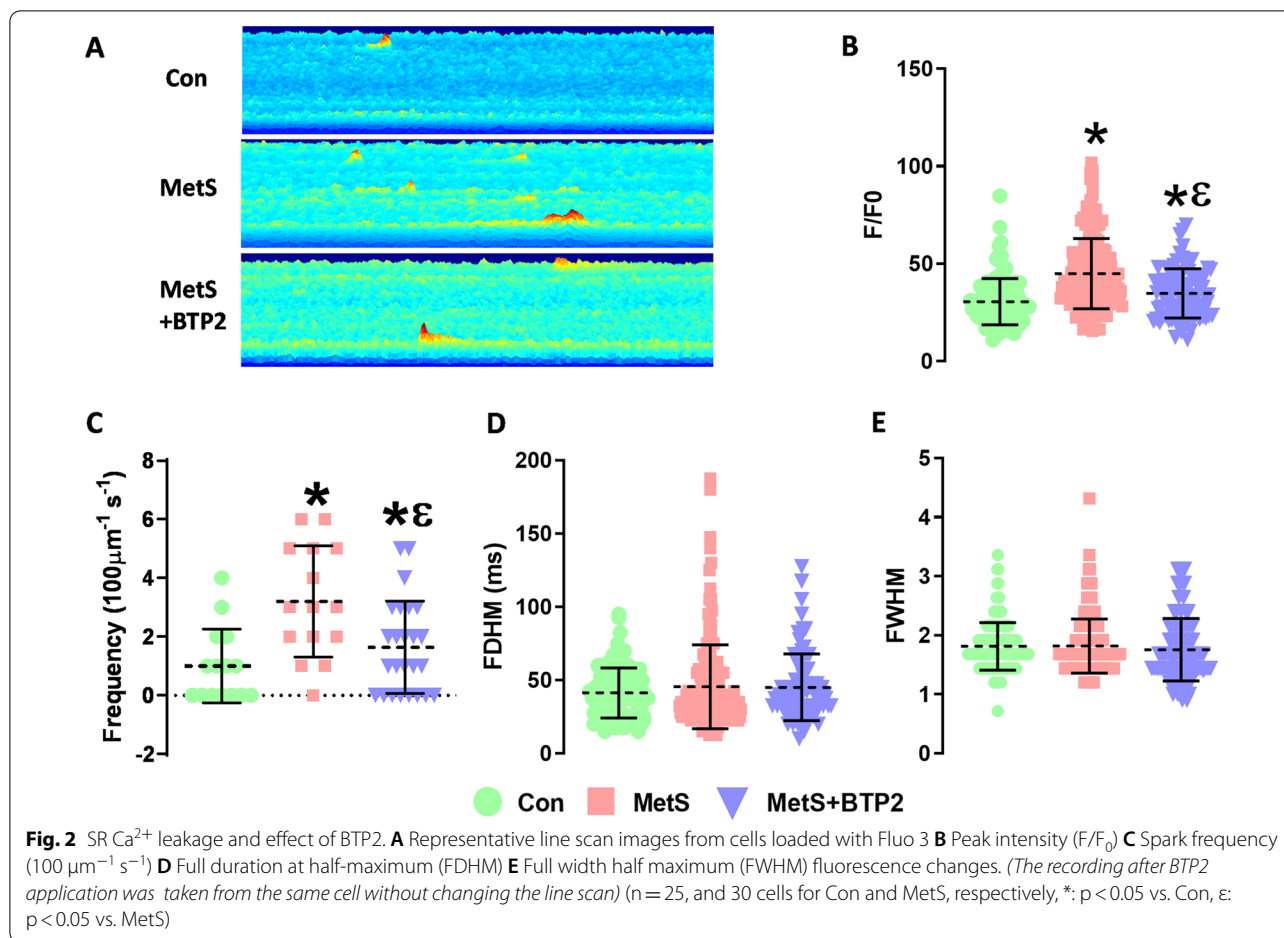 A
Con
MetS
MetS
+BTP2
B
150
100
50
0
F/F0
*
*ε
C
8
6
4
2
0
-2
Frequency (100µm⁻¹ s⁻¹)
*
*ε
D
200
150
100
50
0
FDHM (ms)
E
5
4
3
2
1
0
FWHM
Con MetS MetS+BTP2
Fig. 2 SR Ca²⁺ leakage and effect of BTP2. A Representative line scan images from cells loaded with Fluo 3 B Peak intensity (F/F₀) C Spark frequency
(100 µm⁻¹ s⁻¹) D Full duration at half-maximum (FDHM) E Full width half maximum (FWHM) fluorescence changes. (The recording after BTP2
application was taken from the same cell without changing the line scan) (n = 25, and 30 cells for Con and MetS, respectively, *: p < 0.05 vs. Con, ε:
p < 0.05 vs. MetS)